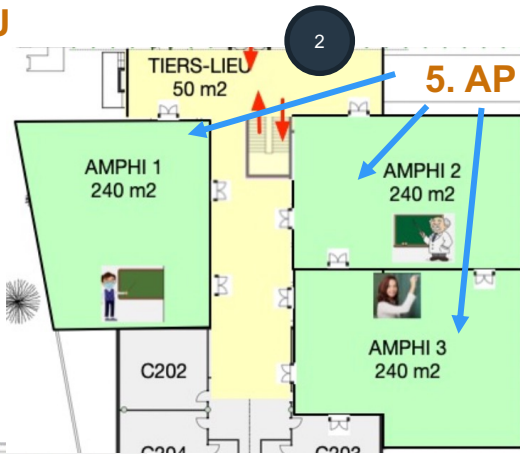 U
2
TIERS-LIEU
50 m2
5. AP
AMPHI 1
240 m2
AMPHI 2
240 m2
AMPHI 3
240 m2
C202
C204
C203